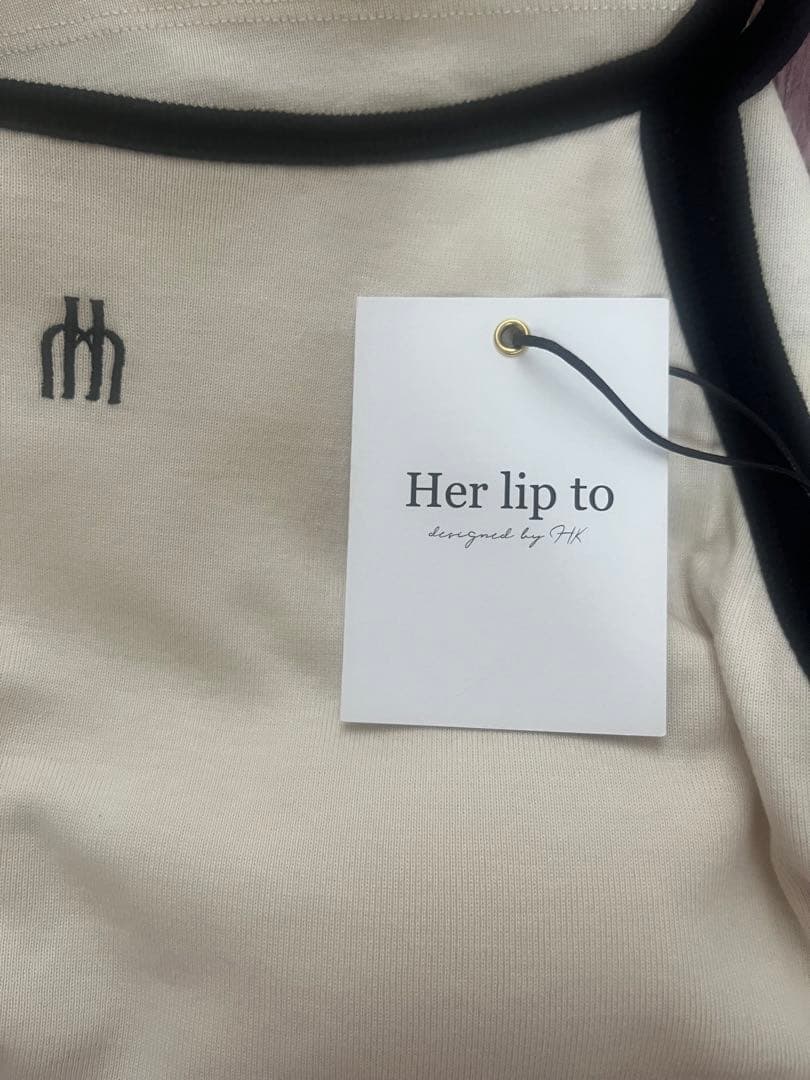 Her lip to
designed by HK